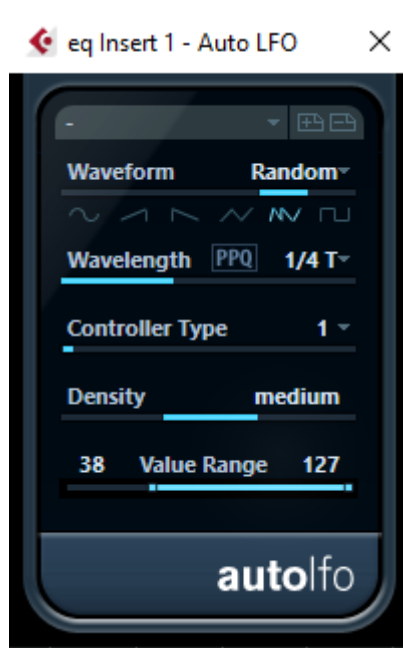 eq Insert 1 - Auto LFO
-
Waveform Random
Wavelength PPQ 1/4 T
Controller Type 1
Density medium
38 Value Range 127
autolfo